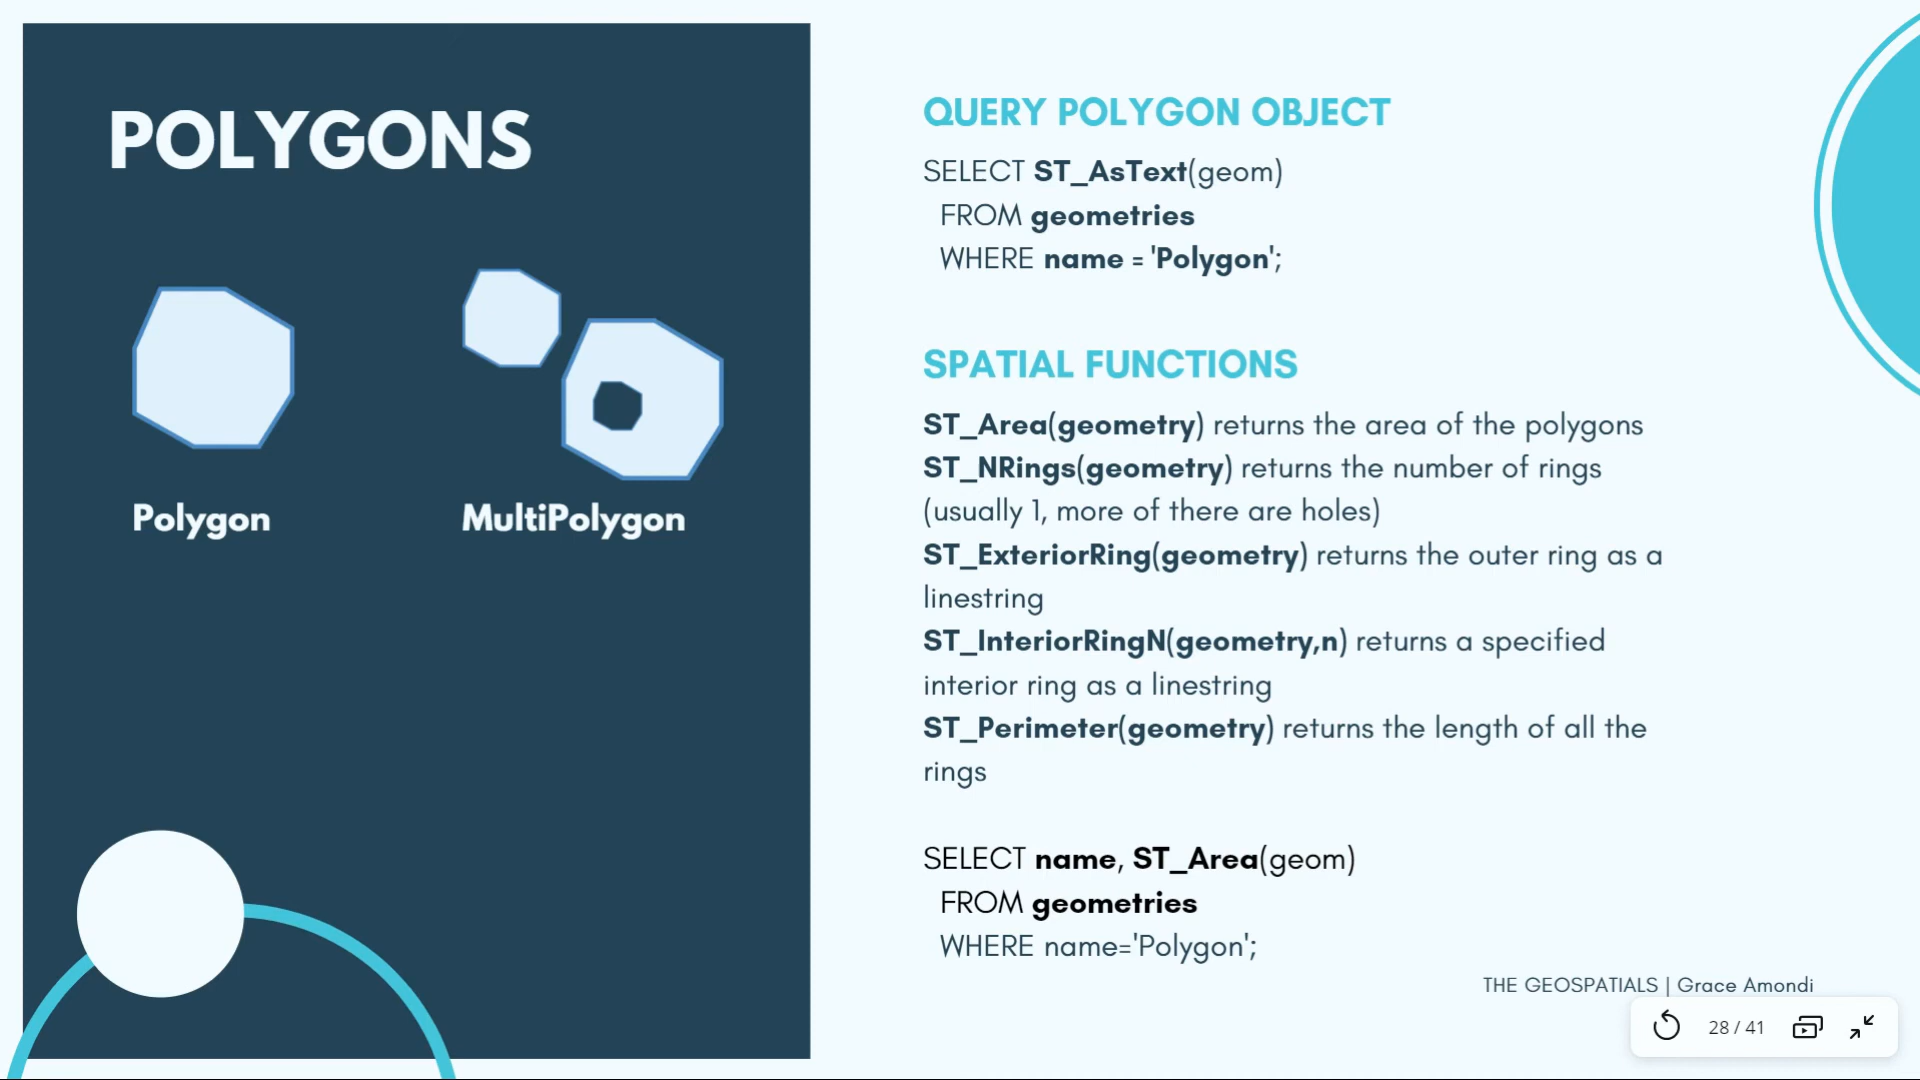 POLYGONS
Polygon
MultiPolygon
QUERY POLYGON OBJECT
SELECT ST_AsText(geom)
FROM geometries
WHERE name = 'Polygon';
SPATIAL FUNCTIONS
ST_Area(geometry) returns the area of the polygons
ST_NRings(geometry) returns the number of rings
(usually 1, more of there are holes)
ST_ExteriorRing(geometry) returns the outer ring as a
linestring
ST_InteriorRingN(geometry,n) returns a specified
interior ring as a linestring
ST_Perimeter(geometry) returns the length of all the
rings
SELECT name, ST_Area(geom)
FROM geometries
WHERE name='Polygon';
THE GEOSPATIALS | Grace Amondi
28 / 41